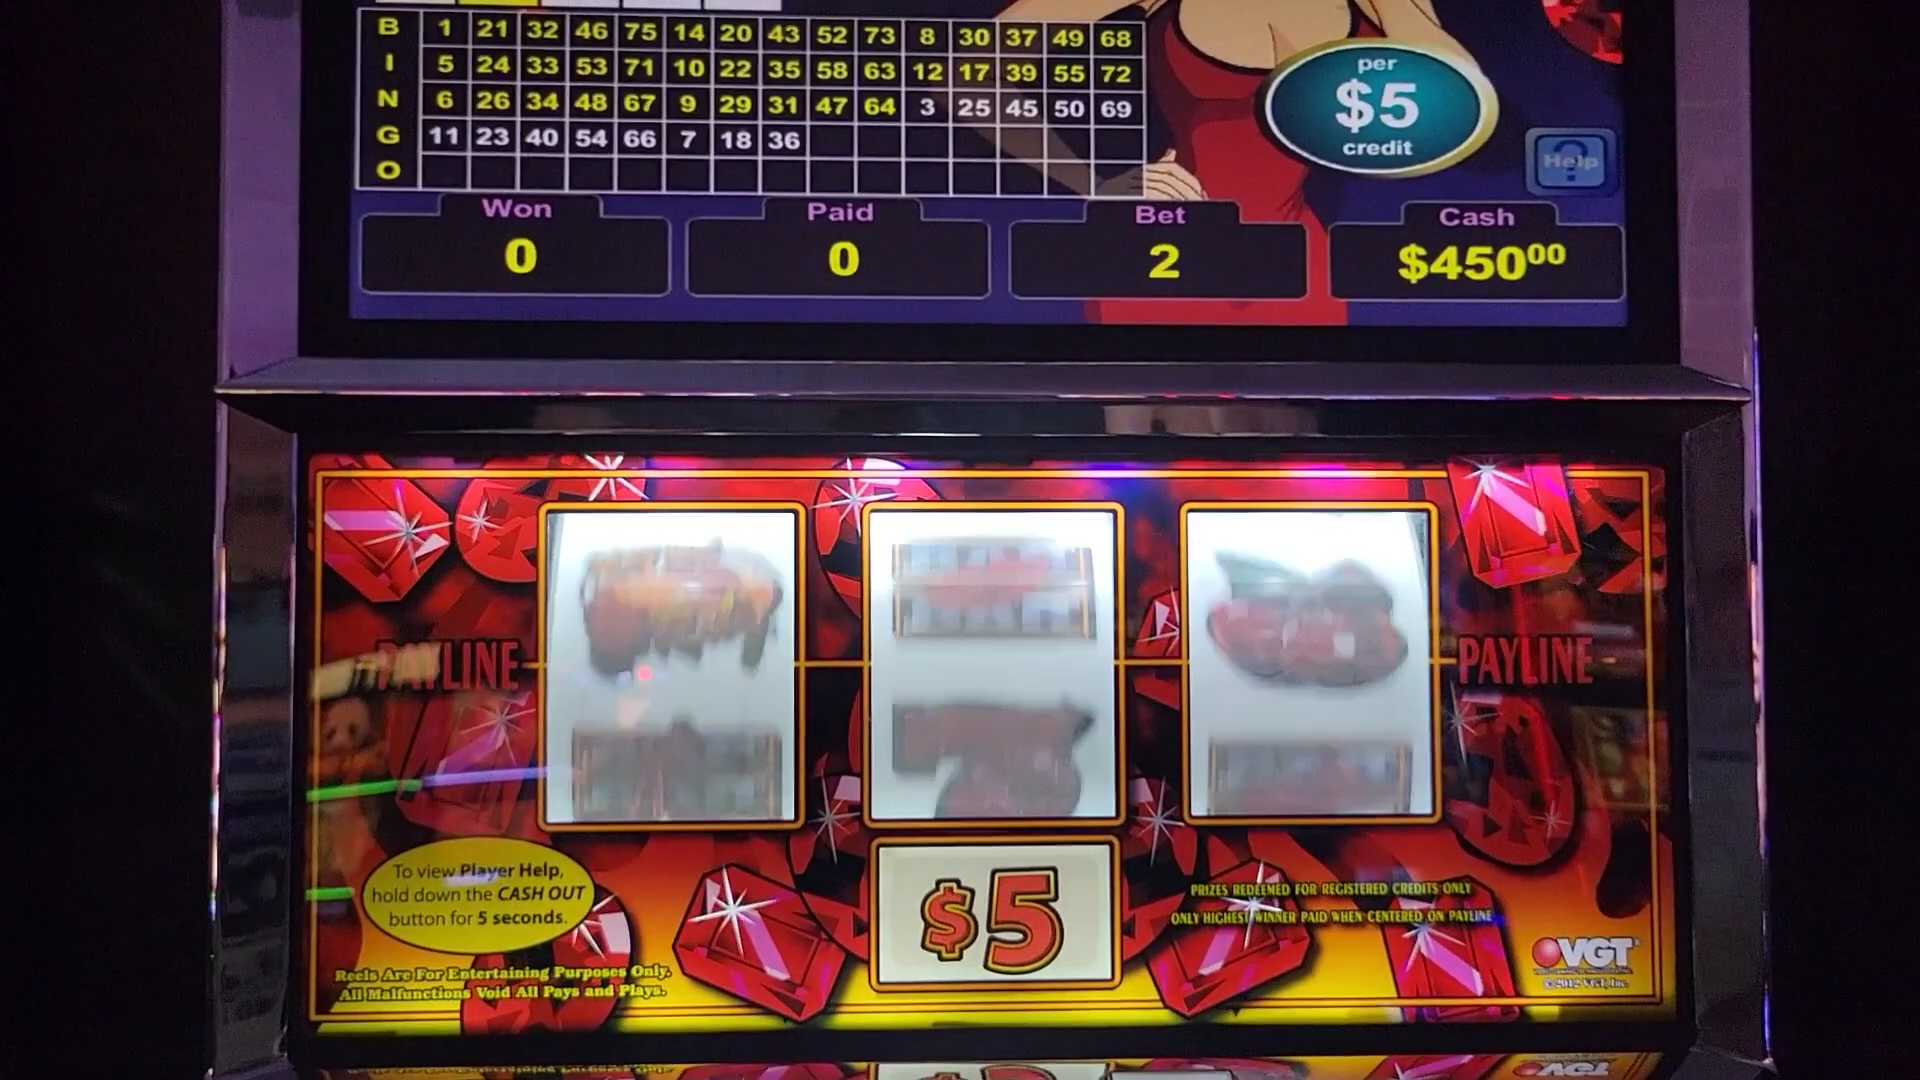 B 1 21 32 46 75 14 20 43 52 73 8 30 37 49 68
I 5 24 33 53 71 10 22 35 58 63 12 17 39 55 72
N 6 26 34 48 67 9 29 31 47 64 3 25 45 50 69
G 11 23 40 54 66 7 18 36
O
per
$5
credit
Help
Won
0
Paid
0
Bet
2
Cash
$450⁰⁰
PAYLINE
PAYLINE
To view Player Help,
hold down the CASH OUT
button for 5 seconds.
Reels Are For Entertaining Purposes Only.
All Malfunctions Void All Pays and Plays.
$5
PRIZES REDEEMED FOR REGISTERED CREDITS ONLY
ONLY HIGHEST WINNER PAID WHEN CENTERED ON PAYLINE
VGT
©2012 VGT, Inc.